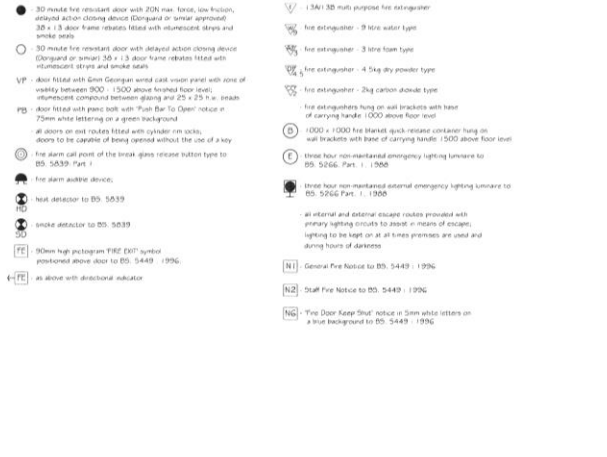 - 30 minute fire resistant door with 20N max. force, low friction,
delayed action closing device (Dorguard or similar approved)
38 x 13 door frame rebates fitted with intumescent strips and
smoke seals
- 30 minute fire resistant door with delayed action closing device
(Dorguard or similar) 38 x 13 door frame rebates fitted with
intumescent strips and smoke seals
VP - door fitted with 6mm Georgian wired cast vision panel with zone of
visibility between 900 - 1500 above finished floor level;
intumescent compound between glazing and 25 x 25 h.w. beads
PB - door fitted with panic bolt with 'Push Bar To Open' notice in
75mm white lettering on a green background
- all doors on exit routes fitted with cylinder rim locks,
doors to be capable of being opened without the use of a key
- fire alarm call point of the break glass release button type to
BS. 5839. Part 1
- fire alarm audible device;
HD - heat detector to BS. 5839
SD - smoke detector to BS. 5839
FE - 90mm high pictogram 'FIRE EXIT' symbol
positioned above door to BS. 5449 : 1996.
FE - as above with directional indicator
- 13A/113B multi purpose fire extinguisher
- fire extinguisher - 9 litre water type
- fire extinguisher - 3 litre foam type
4.5 - fire extinguisher - 4.5kg dry powder type
- fire extinguisher - 2kg carbon dioxide type
- fire extinguishers hung on wall brackets with base
of carrying handle 1000 above floor level
B - 1000 x 1000 fire blanket quick release container hung on
wall brackets with base of carrying handle 1500 above floor level
E - three hour non-maintained emergency lighting luminaire to
BS. 5266. Part. 1. 1988
- three hour non-maintained external emergency lighting luminaire to
BS. 5266 Part. 1. 1988
- all internal and external escape routes provided with
primary lighting circuits to assist in means of escape;
lighting to be kept on at all times premises are used and
during hours of darkness
N1 - General Fire Notice to BS. 5449 : 1996
N2 - Staff Fire Notice to BS. 5449 : 1996
N6 - 'Fire Door Keep Shut' notice in 5mm white letters on
a blue background to BS. 5449 : 1996